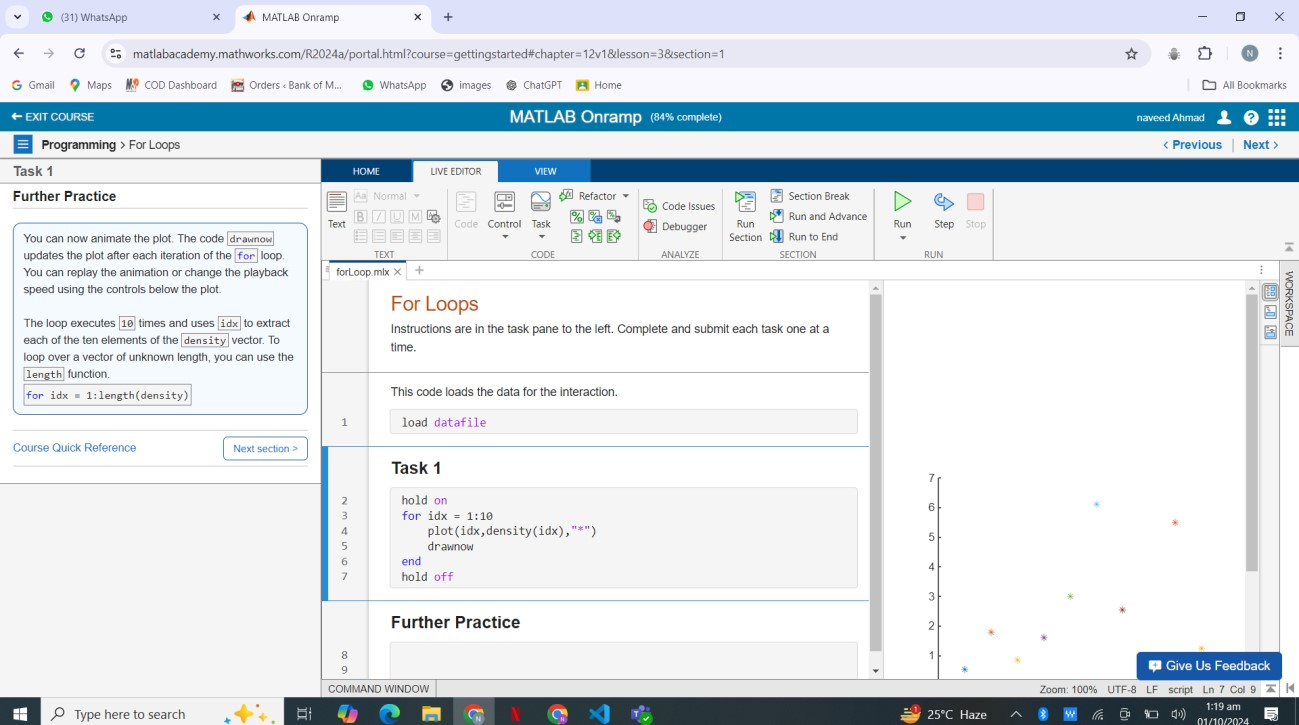 (31) WhatsApp
MATLAB Onramp
matlabacademy.mathworks.com/R2024a/portal.html?course=gettingstarted#chapter=12v1&lesson=3&section=1
N
Gmail Maps COD Dashboard Orders ‹ Bank of M... WhatsApp images ChatGPT Home All Bookmarks
← EXIT COURSE MATLAB Onramp (84% complete) naveed Ahmad
Programming > For Loops < Previous Next >
Task 1
Further Practice
You can now animate the plot. The code drawnow
updates the plot after each iteration of the for loop.
You can replay the animation or change the playback
speed using the controls below the plot.
The loop executes 10 times and uses idx to extract
each of the ten elements of the density vector. To
loop over a vector of unknown length, you can use the
length function.
for idx = 1:length(density)
Course Quick Reference Next section >
HOME LIVE EDITOR VIEW
Text
Aa Normal
B I U M
TEXT
Code Control Task
Refactor
CODE
Code Issues
Debugger
ANALYZE
Run
Section
Section Break
Run and Advance
Run to End
SECTION
Run Step Stop
RUN
forLoop.mlx
WORKSPACE
For Loops
Instructions are in the task pane to the left. Complete and submit each task one at a
time.
This code loads the data for the interaction.
1 load datafile
Task 1
2 hold on
3 for idx = 1:10
4 plot(idx,density(idx),"*")
5 drawnow
6 end
7 hold off
Further Practice
8
9
7
6
5
4
3
2
1
Give Us Feedback
COMMAND WINDOW
Zoom: 100% UTF-8 LF script Ln 7 Col 9
Type here to search
25°C Haze
1:19 am
01/10/2024